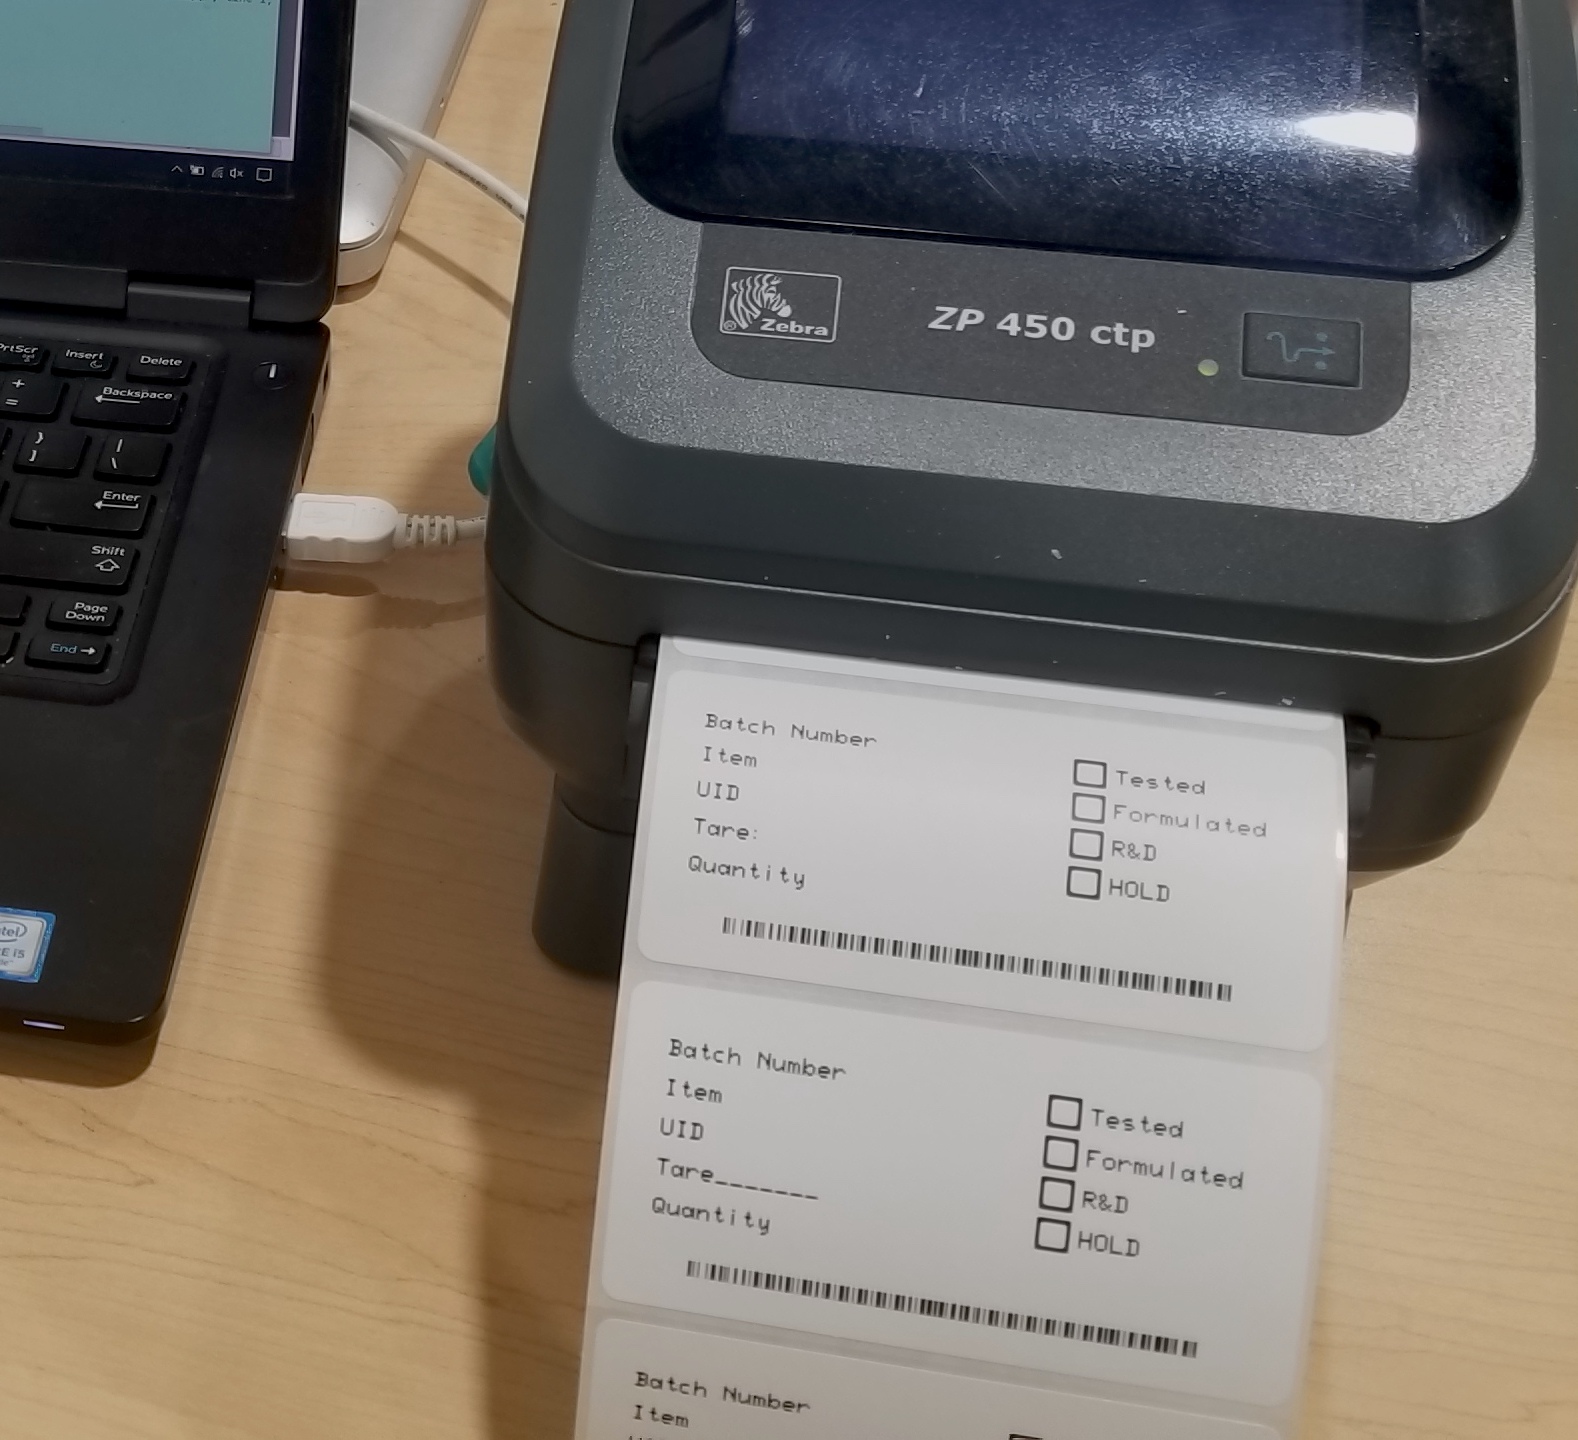 PrtScr
Insert
Delete
+
=
Backspace
}
]
|
\
Enter
Shift
Page
Down
End
Zebra
®
ZP 450 ctp
Batch Number
Item
UID
Tare:
Quantity
Tested
Formulated
R&D
HOLD
Batch Number
Item
UID
Tare_______
Quantity
Tested
Formulated
R&D
HOLD
Batch Number
Item